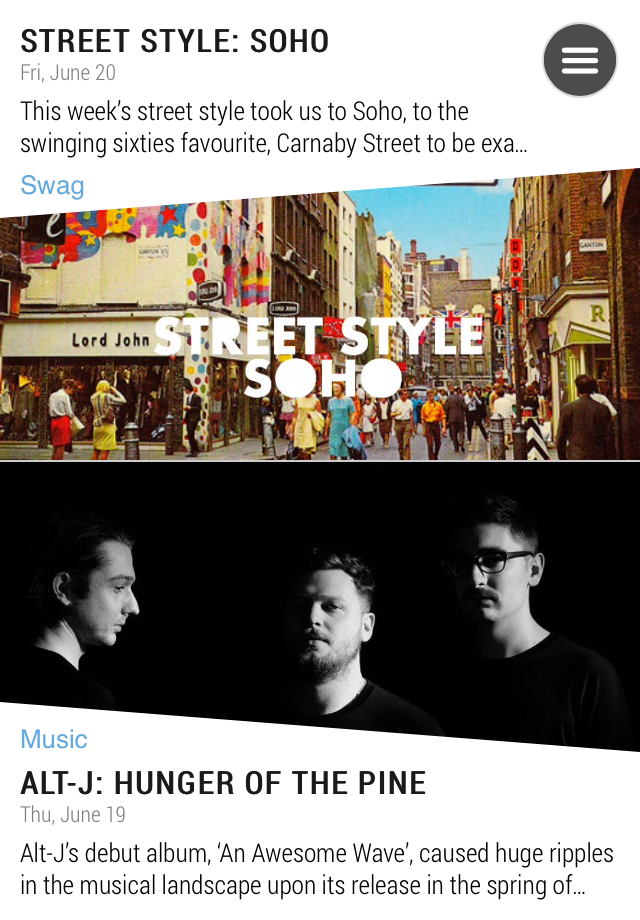 STREET STYLE: SOHO
Fri, June 20
This week’s street style took us to Soho, to the
swinging sixties favourite, Carnaby Street to be exa...
Swag
GANTON
Lord John
STREET STYLE
SOHO
R
Music
ALT-J: HUNGER OF THE PINE
Thu, June 19
Alt-J’s debut album, ‘An Awesome Wave’, caused huge ripples
in the musical landscape upon its release in the spring of...